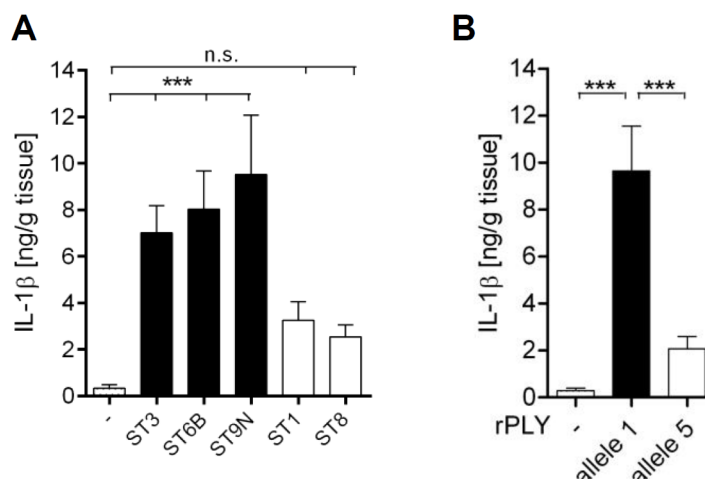 A
n.s.
***
14
12
10
8
6
4
2
0
IL-1β [ng/g tissue]
-
ST3
ST6B
ST9N
ST1
ST8
B
*** ***
14
12
10
8
6
4
2
0
IL-1β [ng/g tissue]
rPLY - allele 1 allele 5